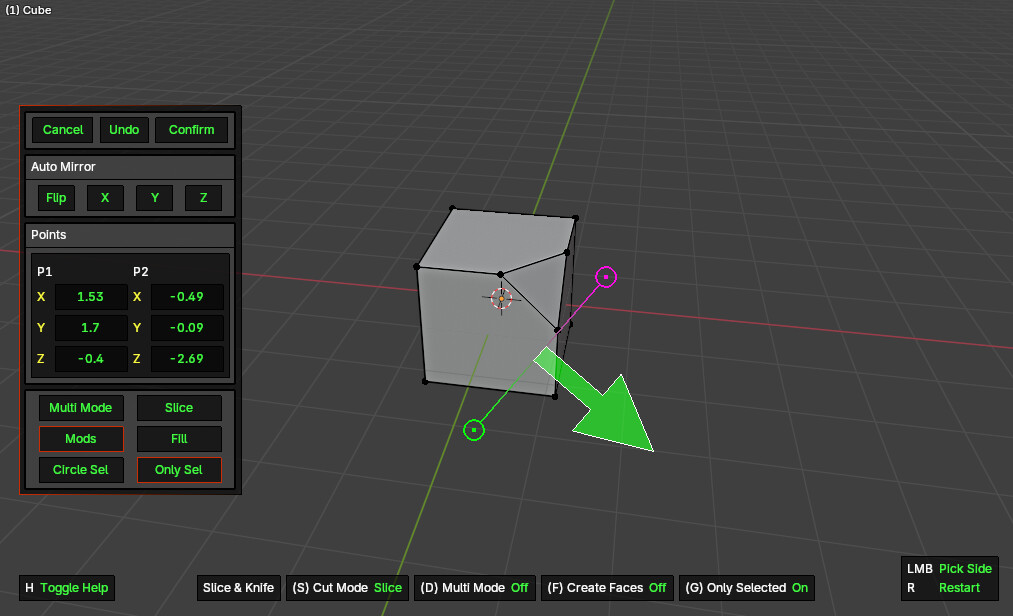 (1) Cube
Cancel Undo Confirm
Auto Mirror
Flip X Y Z
Points
P1 P2
X 1.53 X -0.49
Y 1.7 Y -0.09
Z -0.4 Z -2.69
Multi Mode Slice
Mods Fill
Circle Sel Only Sel
H Toggle Help
Slice & Knife (S) Cut Mode Slice (D) Multi Mode Off (F) Create Faces Off (G) Only Selected On
LMB Pick Side
R Restart